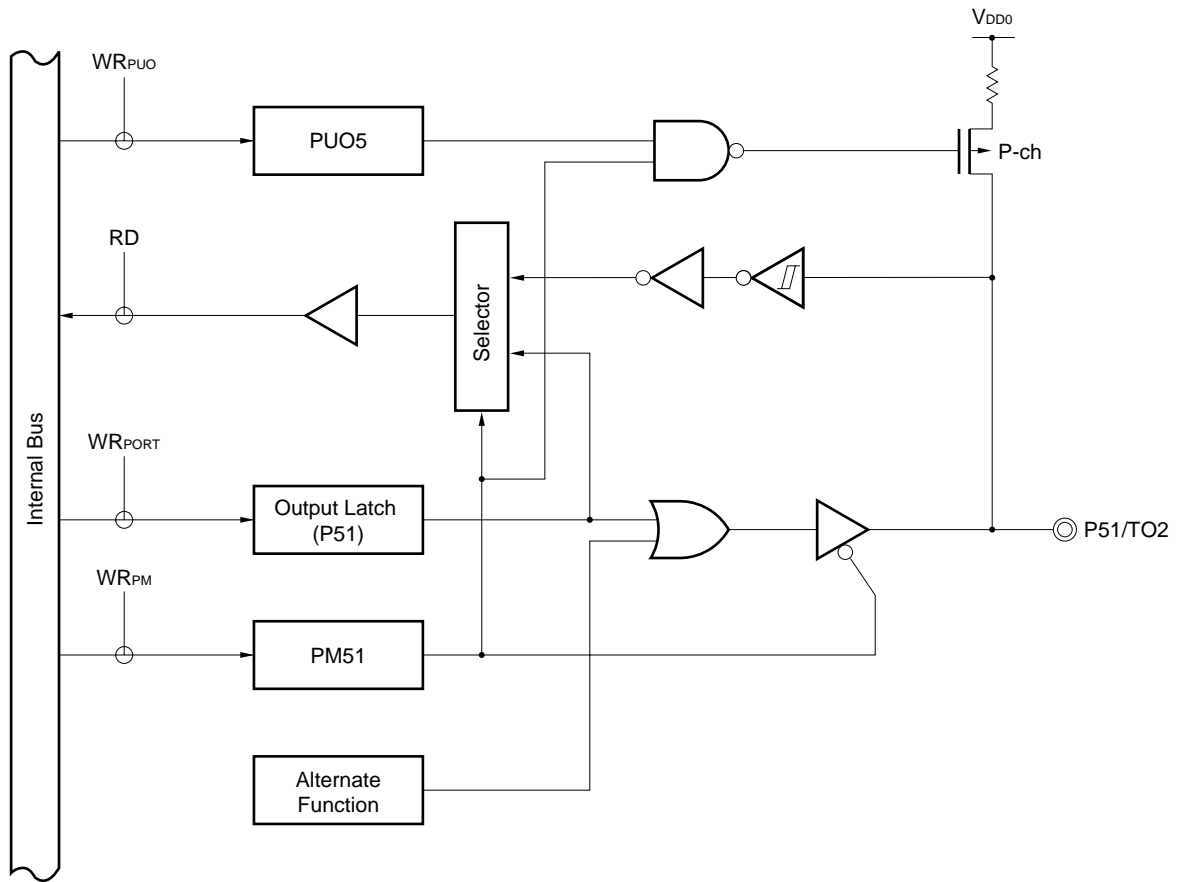 VDD0
WRPUO
PUO5
P-ch
RD
Selector
Internal Bus
WRPORT
Output Latch
(P51)
P51/TO2
WRPM
PM51
Alternate
Function